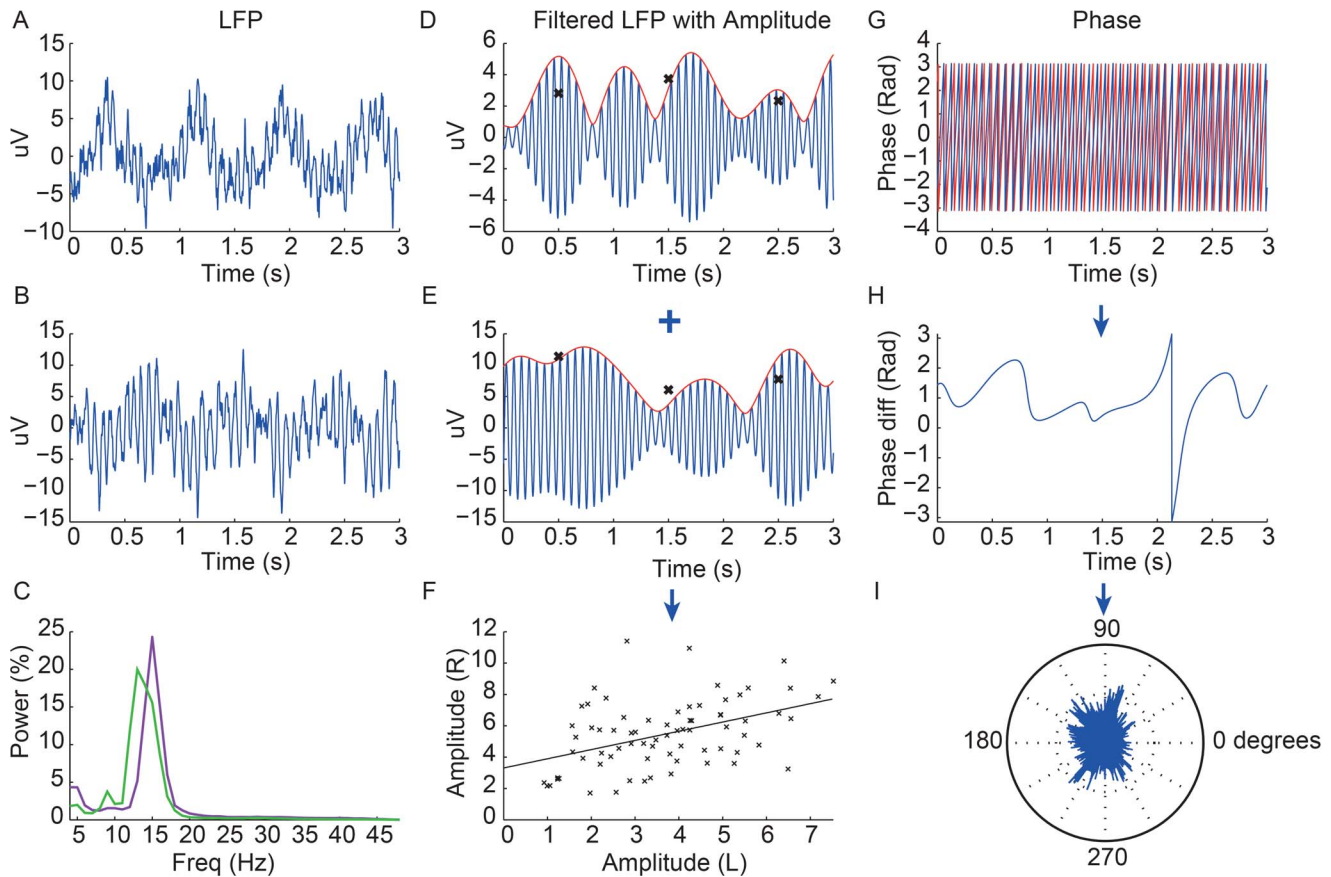 A
LFP
10
5
0
−5
−10
uV
0 0.5 1 1.5 2 2.5 3
Time (s)
B
15
10
5
0
−5
−10
−15
uV
0 0.5 1 1.5 2 2.5 3
Time (s)
C
25
20
15
10
5
0
Power (%)
5 10 15 20 25 30 35 40 45
Freq (Hz)
D
Filtered LFP with Amplitude
6
4
2
0
−2
−4
−6
uV
0 0.5 1 1.5 2 2.5 3
Time (s)
E
15
10
5
0
−5
−10
−15
uV
0 0.5 1 1.5 2 2.5 3
Time (s)
F
12
10
8
6
4
2
0
Amplitude (R)
0 1 2 3 4 5 6 7
Amplitude (L)
G
Phase
4
3
2
1
0
−1
−2
−3
−4
Phase (Rad)
0 0.5 1 1.5 2 2.5 3
Time (s)
H
3
2
1
0
−1
−2
−3
Phase diff (Rad)
0 0.5 1 1.5 2 2.5 3
Time (s)
I
90
180
0 degrees
270